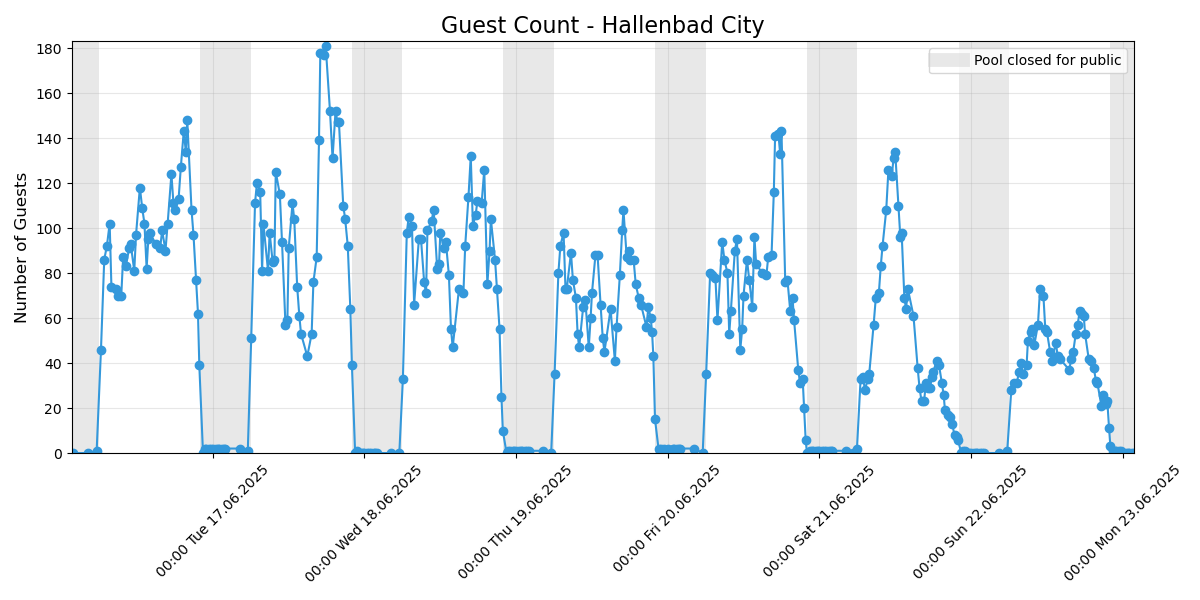 Guest Count - Hallenbad City
Pool closed for public
Number of Guests
180
160
140
120
100
80
60
40
20
0
00:00 Tue 17.06.2025
00:00 Wed 18.06.2025
00:00 Thu 19.06.2025
00:00 Fri 20.06.2025
00:00 Sat 21.06.2025
00:00 Sun 22.06.2025
00:00 Mon 23.06.2025